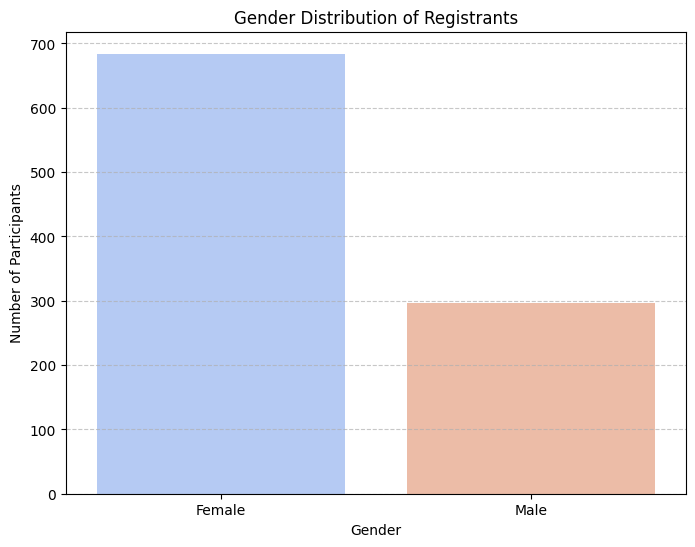 Gender Distribution of Registrants
700
600
500
400
300
200
100
0
Number of Participants
Female
Male
Gender